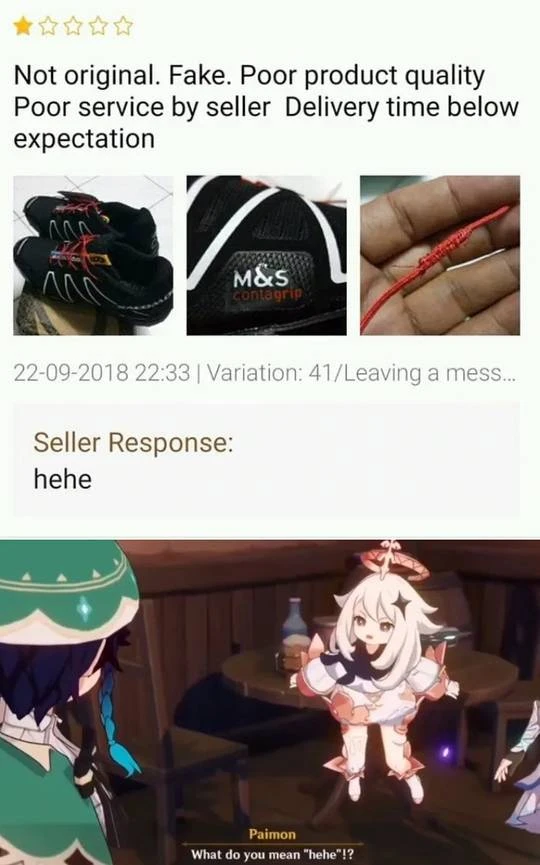 Not original. Fake. Poor product quality
Poor service by seller  Delivery time below
expectation
M&S
contagrip
22-09-2018 22:33 | Variation: 41/Leaving a mess...
Seller Response:
hehe
Paimon
What do you mean "hehe"!?